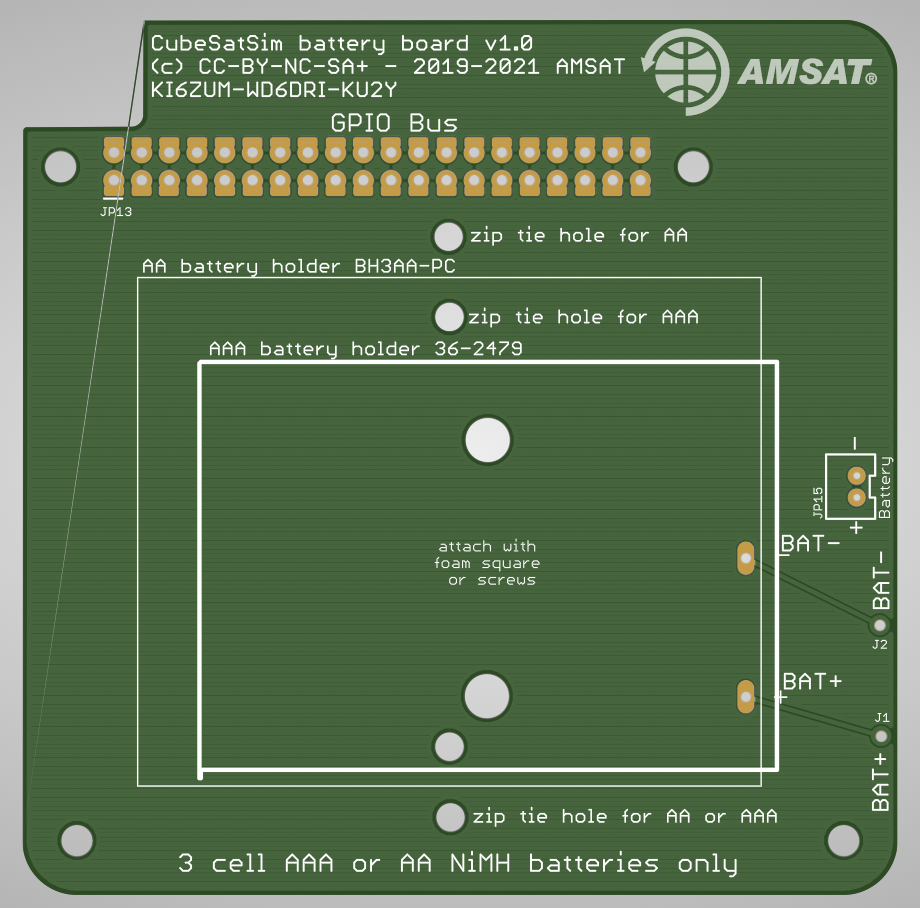 CubeSatSim battery board v1.0
(c) CC-BY-NC-SA+ - 2019-2021 AMSAT
KI6ZUM-WD6DRI-KU2Y
AMSAT®
GPIO Bus
JP13
zip tie hole for AA
AA battery holder BH3AA-PC
zip tie hole for AAA
AAA battery holder 36-2479
-
JP15
Battery
+
attach with
foam square
or screws
BAT-
-
BAT-
J2
BAT+
+
J1
BAT+
zip tie hole for AA or AAA
3 cell AAA or AA NiMH batteries only